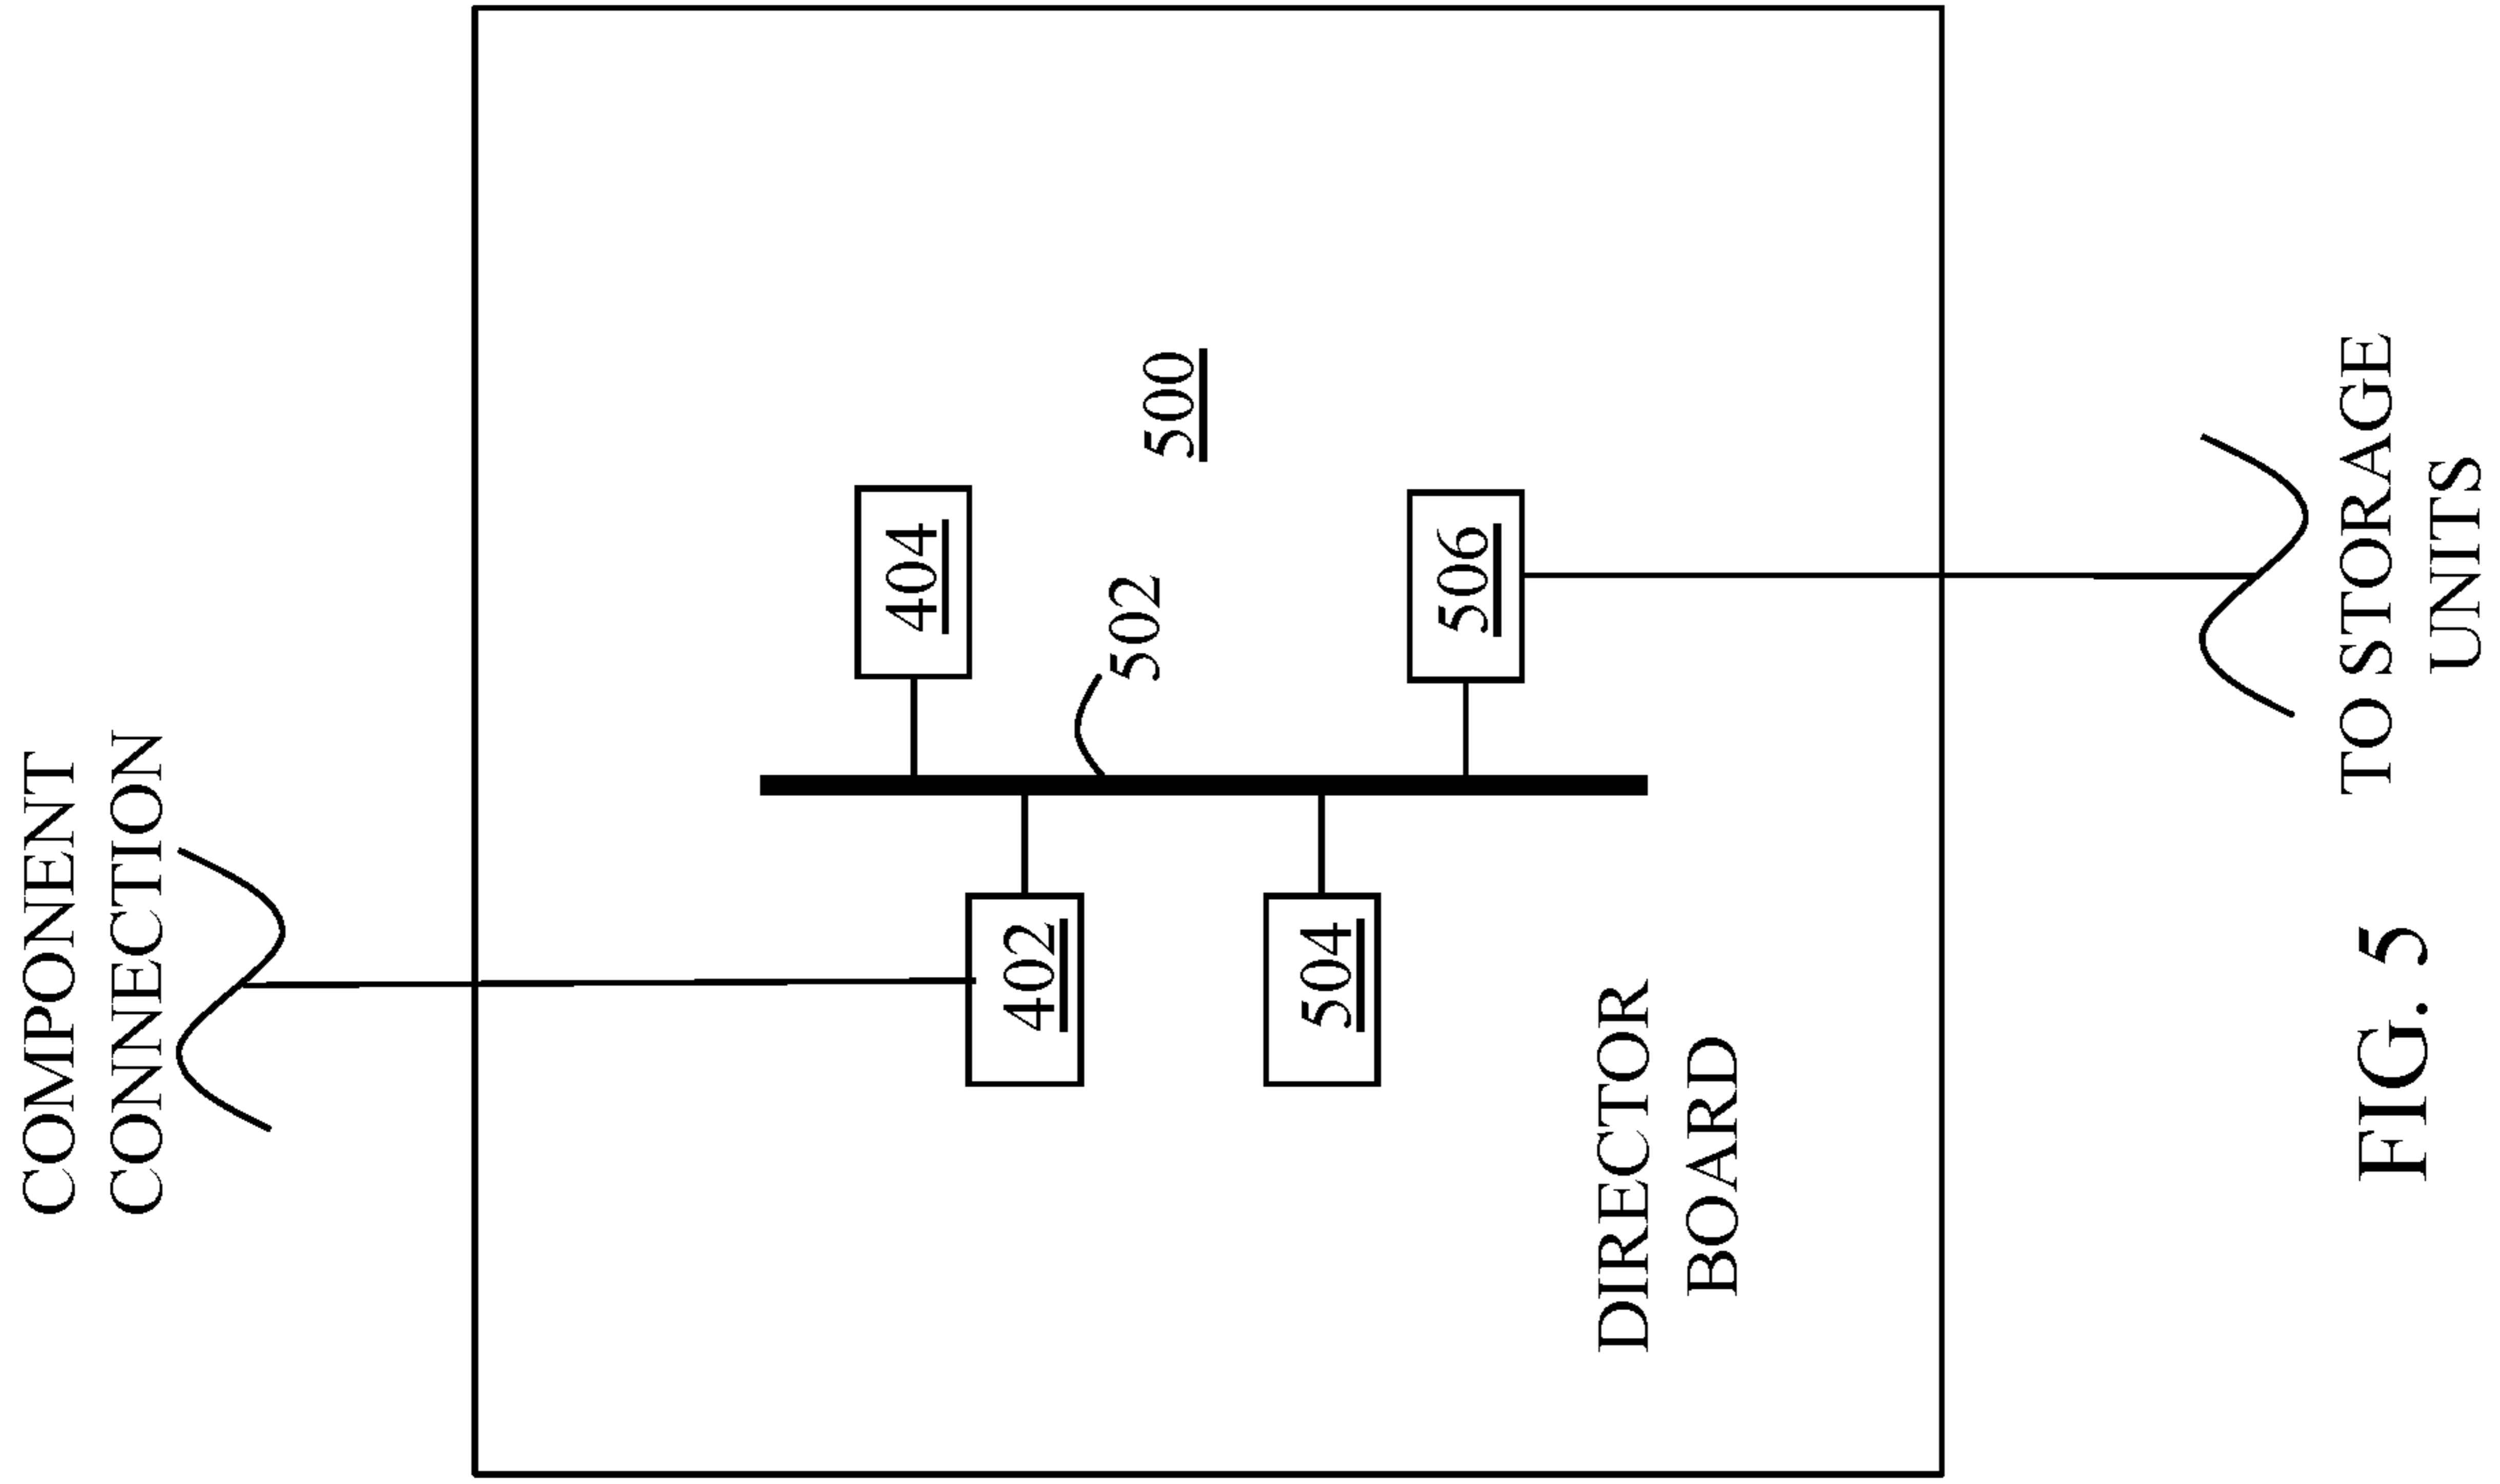 COMPONENT
CONNECTION
404
402
502
500
504
506
DIRECTOR
BOARD
TO STORAGE
UNITS
FIG. 5